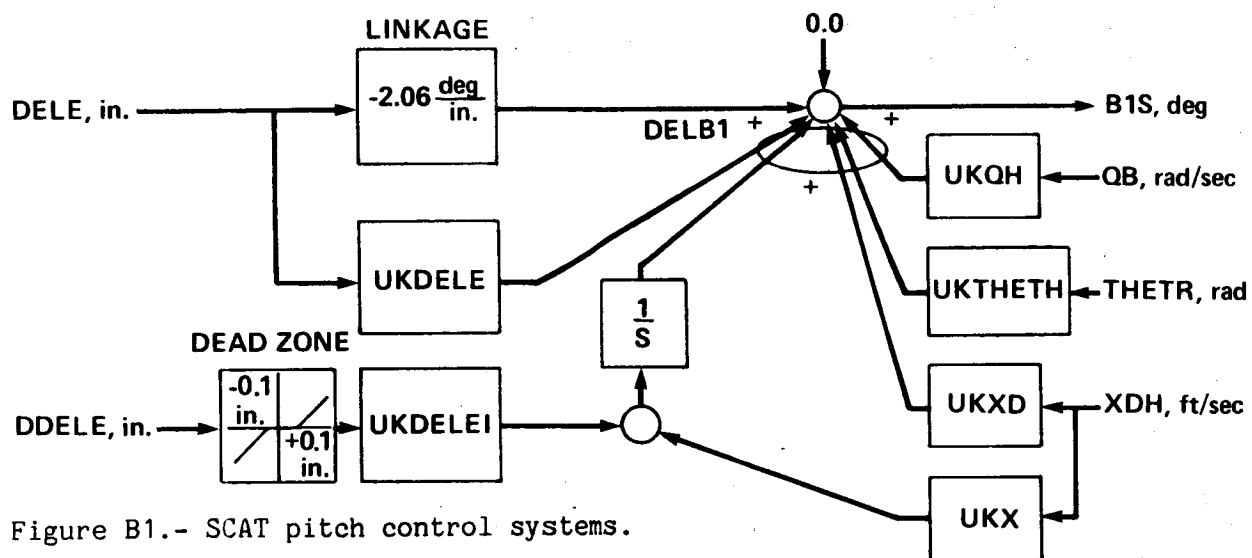 LINKAGE
0.0
DELE, in.
-2.06 deg/in.
DELB1
+
+
+
B1S, deg
UKQH
QB, rad/sec
UKDELE
1/S
UKTHETH
THETR, rad
DEAD ZONE
-0.1
in.
+0.1
in.
DDELE, in.
UKDELEI
UKXD
XDH, ft/sec
UKX
Figure B1.- SCAT pitch control systems.